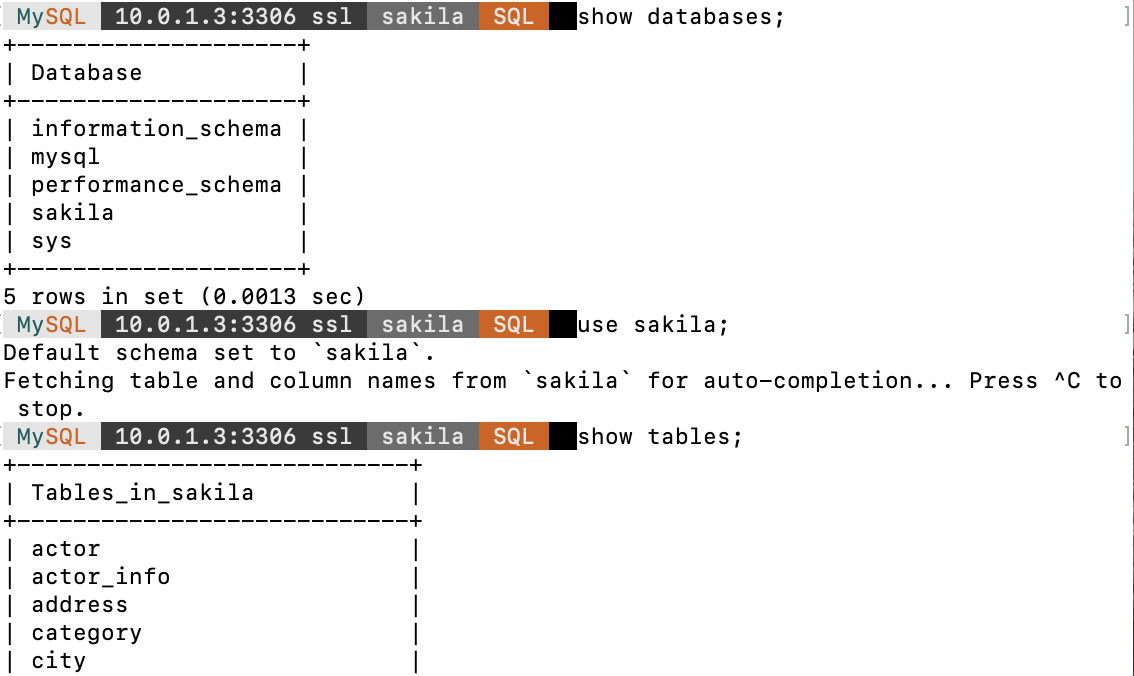 MySQL 10.0.1.3:3306 ssl sakila SQL show databases;
+--------------------+
| Database           |
+--------------------+
| information_schema |
| mysql              |
| performance_schema |
| sakila             |
| sys                |
+--------------------+
5 rows in set (0.0013 sec)
MySQL 10.0.1.3:3306 ssl sakila SQL use sakila;
Default schema set to `sakila`.
Fetching table and column names from `sakila` for auto-completion... Press ^C to
 stop.
MySQL 10.0.1.3:3306 ssl sakila SQL show tables;
+----------------------------+
| Tables_in_sakila           |
+----------------------------+
| actor                      |
| actor_info                 |
| address                    |
| category                   |
| city                       |